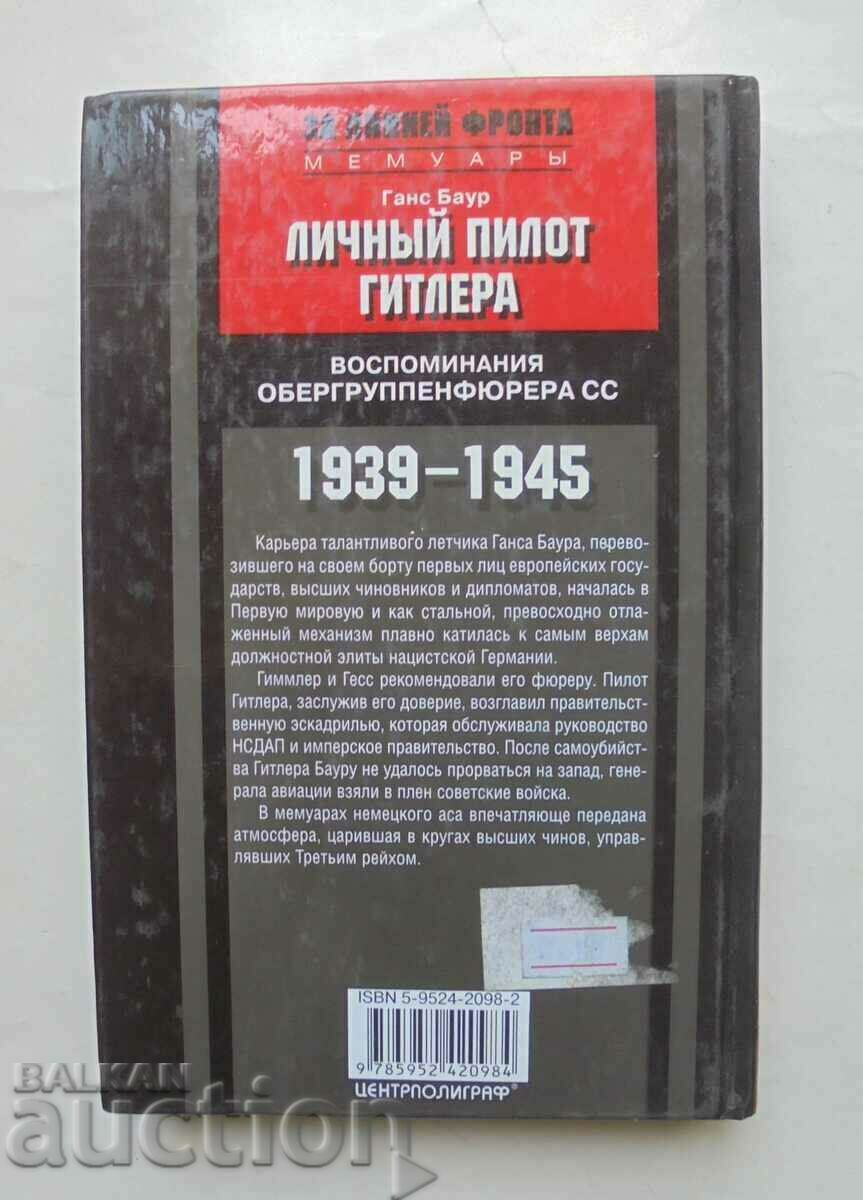 ЗА ЛИНИЕЙ ФРОНТА
МЕМУАРЫ
Ганс Баур
ЛИЧНЫЙ ПИЛОТ
ГИТЛЕРА
ВОСПОМИНАНИЯ
ОБЕРГРУППЕНФЮРЕРА СС
1939–1945
Карьера талантливого летчика Ганса Баура, перево-
зившего на своем борту первых лиц европейских госу-
дарств, высших чиновников и дипломатов, началась в
Первую мировую и как стальной, превосходно отла-
женный механизм плавно катилась к самым верхам
должностной элиты нацистской Германии.
Гиммлер и Гесс рекомендовали его фюреру. Пилот
Гитлера, заслужив его доверие, возглавил правительст-
венную эскадрилью, которая обслуживала руководство
НСДАП и имперское правительство. После самоубийст-
ва Гитлера Бауру не удалось прорваться на запад, гене-
рала авиации взяли в плен советские войска.
В мемуарах немецкого аса впечатляюще передана
атмосфера, царившая в кругах высших чинов, управ-
лявших Третьим рейхом.
ISBN 5-9524-2098-2
9 785952 420984
ЦЕНТРПОЛИГРАФ®
BALKAN
auction